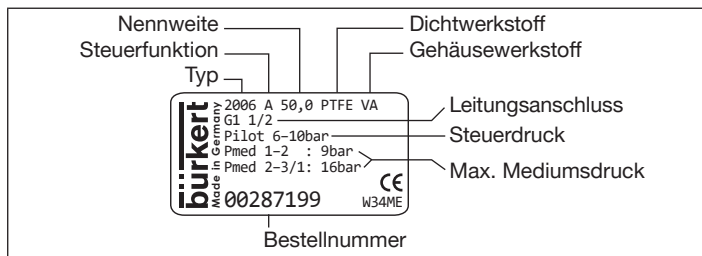 Nennweite
Dichtwerkstoff
Steuerfunktion
Gehäusewerkstoff
Typ
bürkert
Made in Germany
2006 A 50,0 PTFE VA
G1 1/2
Leitungsanschluss
Pilot 6–10bar
Steuerdruck
Pmed 1–2 : 9bar
Pmed 2–3/1: 16bar
Max. Mediumsdruck
CE
00287199
W34ME
Bestellnummer